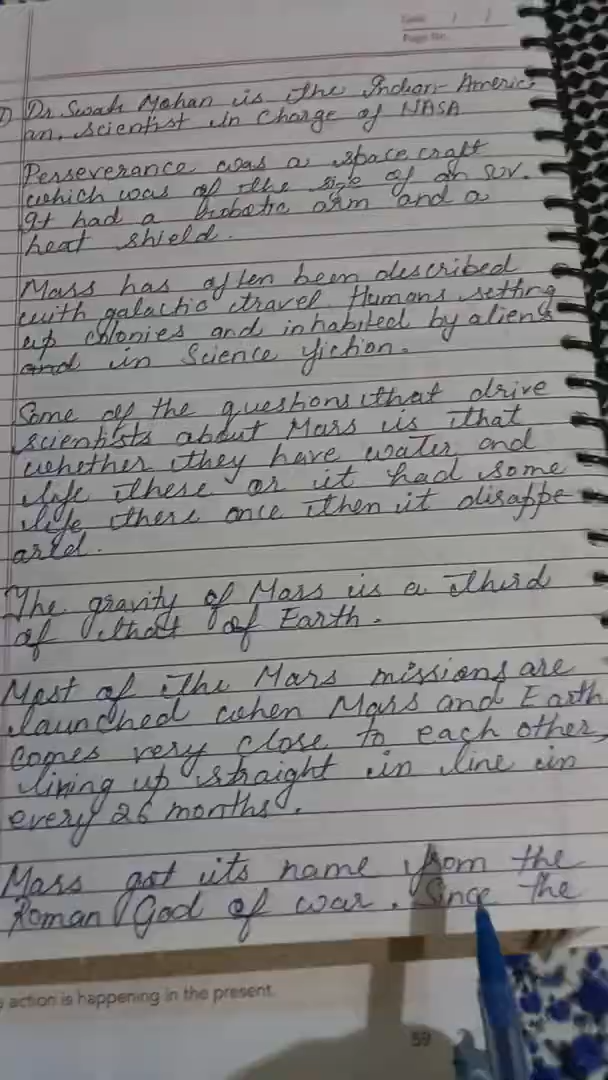 Date / /
Page No.
Dr. Swati Mohan is the Indian-Americ
an, scientist in Charge of NASA
Perseverance was a space craft
which was of the size of an SUV.
It had a Robotic arm and a
heat shield.
Mars has often been described
with galactic travel Humans setting
up colonies and inhabited by aliens
and in Science fiction.
Some of the questions that drive
scientists about Mars is that
whether they have water and
life there or it had some
life there once then it disappe
ared.
The gravity of Mars is a third
of that of Earth.
Most of the Mars missions are
launched when Mars and Earth
comes very close to each other,
lining up straight in line in
every 26 months.
Mars got its name from the
Roman God of war. Since the
action is happening in the present.
59